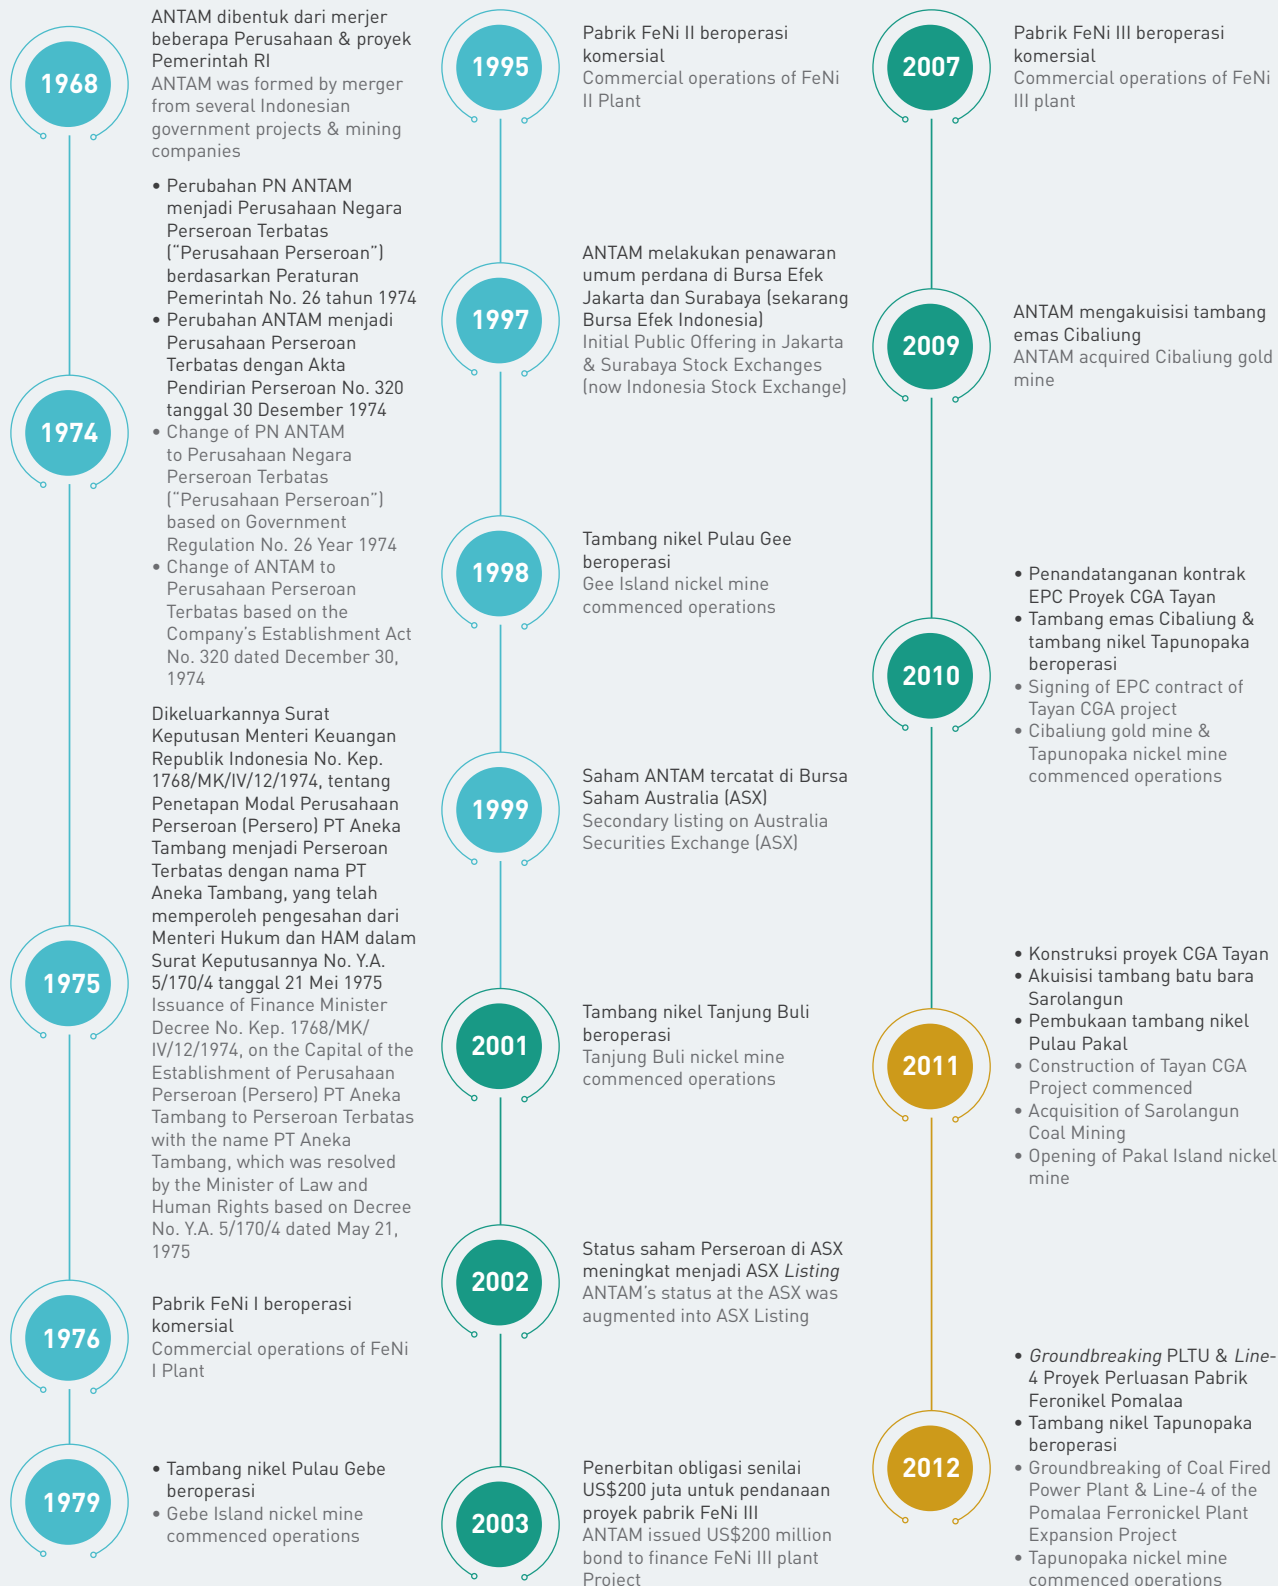 1968
ANTAM dibentuk dari merjer
beberapa Perusahaan & proyek
Pemerintah RI
ANTAM was formed by merger
from several Indonesian
government projects & mining
companies
1974
• Perubahan PN ANTAM
menjadi Perusahaan Negara
Perseroan Terbatas
(“Perusahaan Perseroan”)
berdasarkan Peraturan
Pemerintah No. 26 tahun 1974
• Perubahan ANTAM menjadi
Perusahaan Perseroan
Terbatas dengan Akta
Pendirian Perseroan No. 320
tanggal 30 Desember 1974
• Change of PN ANTAM
to Perusahaan Negara
Perseroan Terbatas
(“Perusahaan Perseroan”)
based on Government
Regulation No. 26 Year 1974
• Change of ANTAM to
Perusahaan Perseroan
Terbatas based on the
Company’s Establishment Act
No. 320 dated December 30,
1974
1975
Dikeluarkannya Surat
Keputusan Menteri Keuangan
Republik Indonesia No. Kep.
1768/MK/IV/12/1974, tentang
Penetapan Modal Perusahaan
Perseroan (Persero) PT Aneka
Tambang menjadi Perseroan
Terbatas dengan nama PT
Aneka Tambang, yang telah
memperoleh pengesahan dari
Menteri Hukum dan HAM dalam
Surat Keputusannya No. Y.A.
5/170/4 tanggal 21 Mei 1975
Issuance of Finance Minister
Decree No. Kep. 1768/MK/
IV/12/1974, on the Capital of the
Establishment of Perusahaan
Perseroan (Persero) PT Aneka
Tambang to Perseroan Terbatas
with the name PT Aneka
Tambang, which was resolved
by the Minister of Law and
Human Rights based on Decree
No. Y.A. 5/170/4 dated May 21,
1975
1976
Pabrik FeNi I beroperasi
komersial
Commercial operations of FeNi
I Plant
1979
• Tambang nikel Pulau Gebe
beroperasi
• Gebe Island nickel mine
commenced operations
1995
Pabrik FeNi II beroperasi
komersial
Commercial operations of FeNi
II Plant
1997
ANTAM melakukan penawaran
umum perdana di Bursa Efek
Jakarta dan Surabaya (sekarang
Bursa Efek Indonesia)
Initial Public Offering in Jakarta
& Surabaya Stock Exchanges
(now Indonesia Stock Exchange)
1998
Tambang nikel Pulau Gee
beroperasi
Gee Island nickel mine
commenced operations
1999
Saham ANTAM tercatat di Bursa
Saham Australia (ASX)
Secondary listing on Australia
Securities Exchange (ASX)
2001
Tambang nikel Tanjung Buli
beroperasi
Tanjung Buli nickel mine
commenced operations
2002
Status saham Perseroan di ASX
meningkat menjadi ASX Listing
ANTAM’s status at the ASX was
augmented into ASX Listing
2003
Penerbitan obligasi senilai
US$200 juta untuk pendanaan
proyek pabrik FeNi III
ANTAM issued US$200 million
bond to finance FeNi III plant
Project
2007
Pabrik FeNi III beroperasi
komersial
Commercial operations of FeNi
III plant
2009
ANTAM mengakuisisi tambang
emas Cibaliung
ANTAM acquired Cibaliung gold
mine
2010
• Penandatanganan kontrak
EPC Proyek CGA Tayan
• Tambang emas Cibaliung &
tambang nikel Tapunopaka
beroperasi
• Signing of EPC contract of
Tayan CGA project
• Cibaliung gold mine &
Tapunopaka nickel mine
commenced operations
2011
• Konstruksi proyek CGA Tayan
• Akuisisi tambang batu bara
Sarolangun
• Pembukaan tambang nikel
Pulau Pakal
• Construction of Tayan CGA
Project commenced
• Acquisition of Sarolangun
Coal Mining
• Opening of Pakal Island nickel
mine
2012
• Groundbreaking PLTU & Line-
4 Proyek Perluasan Pabrik
Feronikel Pomalaa
• Tambang nikel Tapunopaka
beroperasi
• Groundbreaking of Coal Fired
Power Plant & Line-4 of the
Pomalaa Ferronickel Plant
Expansion Project
• Tapunopaka nickel mine
commenced operations